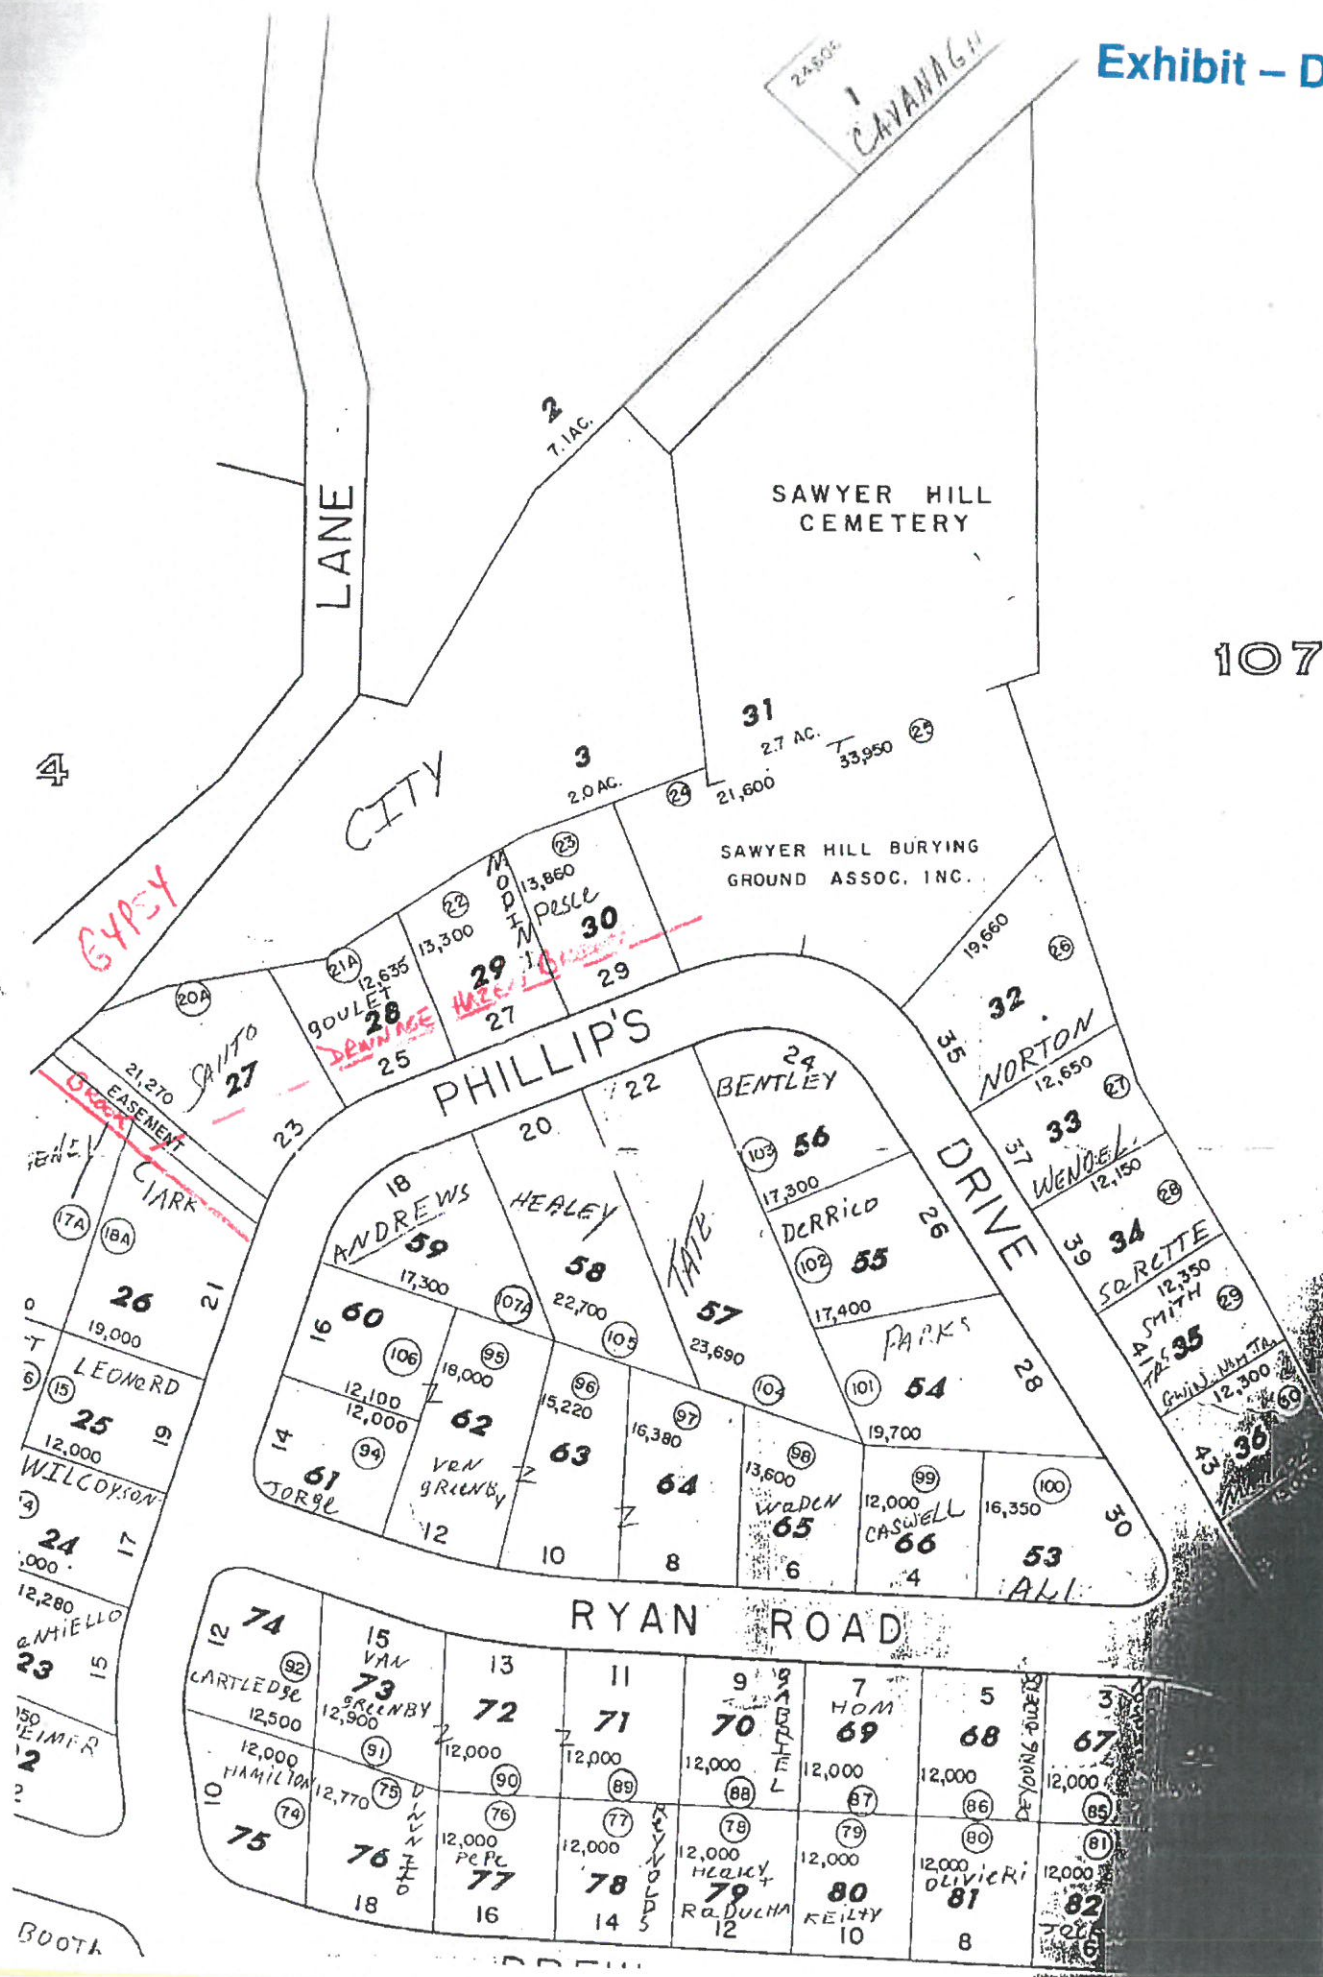 Exhibit – D
1
CAVANAGH
2
7.1AC.
SAWYER HILL
CEMETERY
LANE
107
4
31
2.7 AC.
33,950
25
3
2.0 AC.
24
21,600
CITY
SAWYER HILL BURYING
GROUND ASSOC. INC.
GYPSY
23
13,860
Pesce
30
29
22
13,300
29
27
21A
12,635
GOULET
28
DRAINAGE
25
20A
SANTO
27
21,270
23
EASEMENT
BROOK
PHILLIP'S
DRIVE
19,660
26
32
35
NORTON
12,650
27
33
37
WENDEL
12,150
28
34
39
SARETTE
12,350
29
SMITH
35
41
12,300
36
43
24
BENTLEY
103
56
17,300
DERRICO
26
102
55
17,400
PARKS
28
101
54
19,700
22
TATE
57
23,690
104
20
HEALEY
58
22,700
105
18
ANDREWS
59
17,300
107A
17A
18A
CLARK
26
21
19,000
LEONARD
15
25
19
12,000
WILCOXSON
24
17
12,280
23
15
16
60
106
12,100
12,000
14
94
61
JORGE
95
18,000
62
VAN
GREENBY
12
96
15,220
63
10
97
16,380
64
8
98
13,600
WADEN
65
6
99
12,000
CASWELL
66
4
100
16,350
30
53
ALI
RYAN ROAD
12
74
92
CARTLEDGE
12,500
15
VAN
73
GREENBY
12,900
91
13
72
12,000
90
11
71
12,000
89
9
70
GABRIEL
12,000
88
7
HOM
69
12,000
87
5
68
12,000
86
DEYOUNG
3
67
12,000
85
12,000
HAMILTON
10
74
75
12,770
75
76
18
76
12,000
PEPE
77
16
77
12,000
78
REYNOLDS
14
78
12,000
HEALEY +
79
RADUCHA
12
79
12,000
80
KEILTY
10
80
12,000
OLIVIERI
81
8
81
12,000
82
6
BOOTH